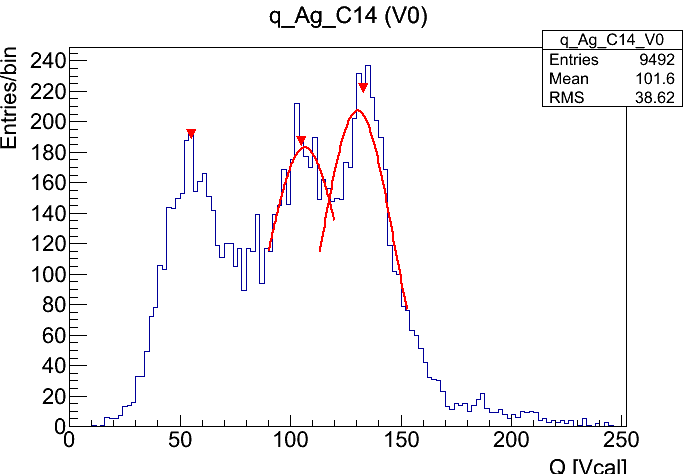 q_Ag_C14 (V0)
q_Ag_C14_V0
Entries 9492
Mean 101.6
RMS 38.62
Entries/bin
240
220
200
180
160
140
120
100
80
60
40
20
0
0 50 100 150 200 250
Q [Vcal]